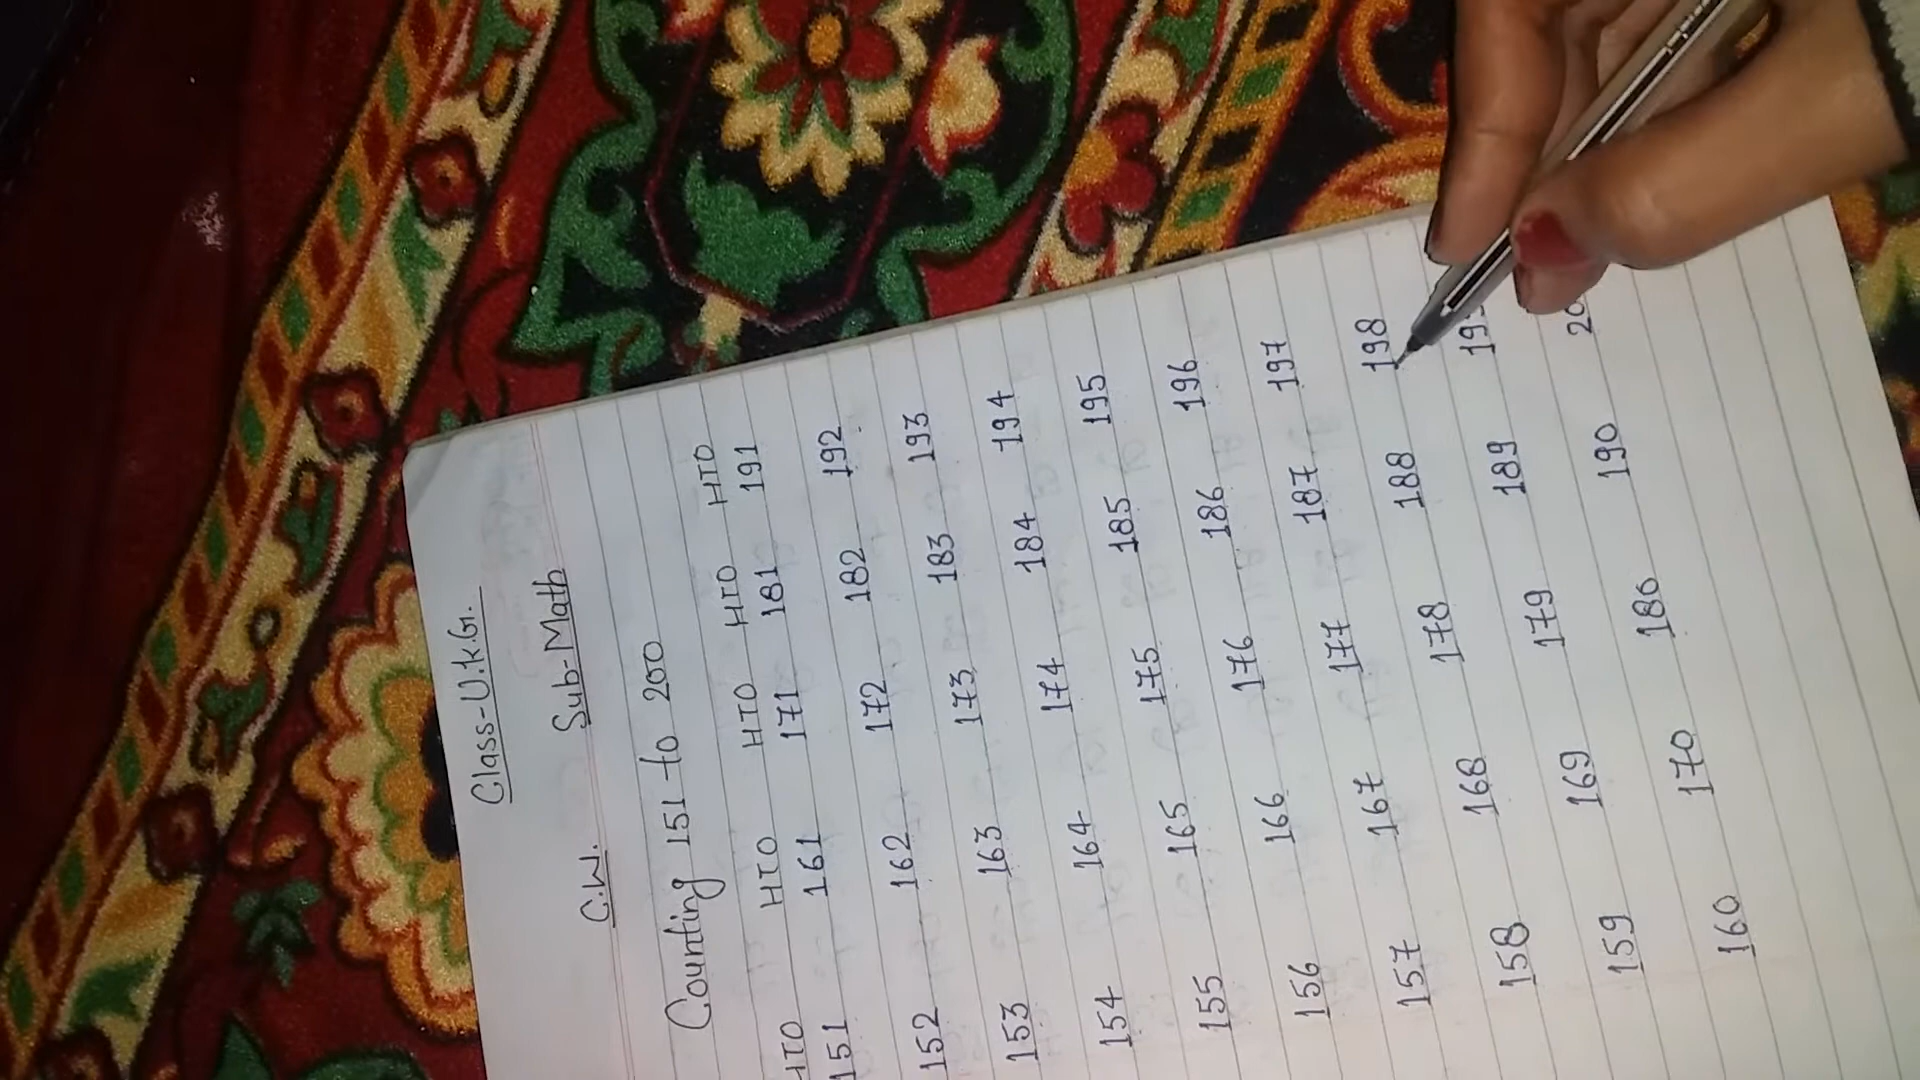 Class-U.K.G.
C.W. Sub-Math
Counting 151 to 200
HTO HTO HTO HTO HTO
151 161 171 181 191
152 162 172 182 192
153 163 173 183 193
154 164 174 184 194
155 165 175 185 195
156 166 176 186 196
157 167 177 187 197
158 168 178 188 198
159 169 179 189
160 170 180 190